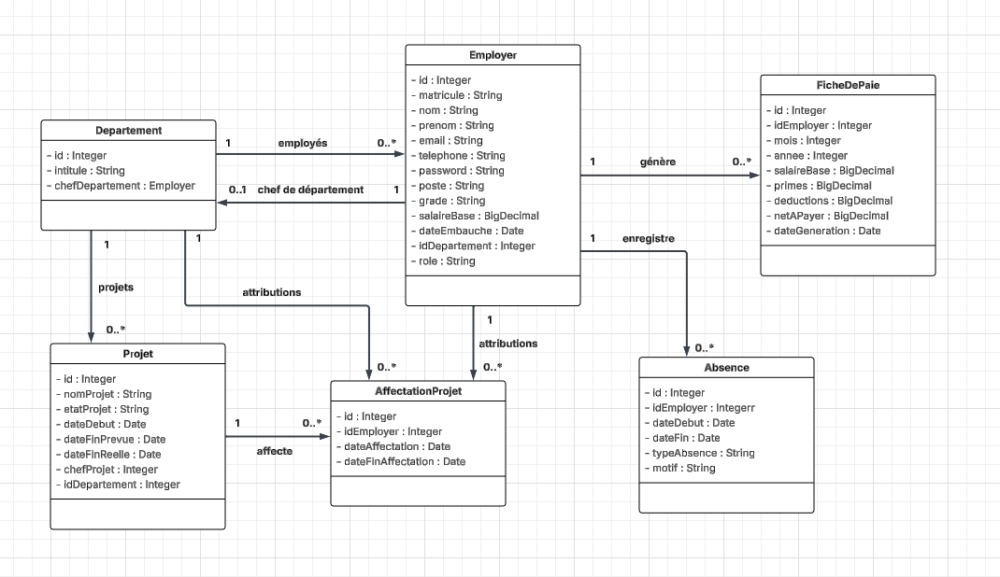 Employer
- id : Integer
- matricule : String
- nom : String
- prenom : String
- email : String
- telephone : String
- password : String
- poste : String
- grade : String
- salaireBase : BigDecimal
- dateEmbauche : Date
- idDepartement : Integer
- role : String
FicheDePaie
- id : Integer
- idEmployer : Integer
- mois : Integer
- annee : Integer
- salaireBase : BigDecimal
- primes : BigDecimal
- deductions : BigDecimal
- netAPayer : BigDecimal
- dateGeneration : Date
Departement
- id : Integer
- intitule : String
- chefDepartement : Employer
1 employés 0..*
0..1 chef de département 1
1 génère 0..*
1 enregistre
0..*
1
projets
0..*
1
attributions
0..*
1
attributions
0..*
Projet
- id : Integer
- nomProjet : String
- etatProjet : String
- dateDebut : Date
- dateFinPrevue : Date
- dateFinReelle : Date
- chefProjet : Integer
- idDepartement : Integer
1 0..*
affecte
AffectationProjet
- id : Integer
- idEmployer : Integer
- dateAffectation : Date
- dateFinAffectation : Date
Absence
- id : Integer
- idEmployer : Integerr
- dateDebut : Date
- dateFin : Date
- typeAbsence : String
- motif : String